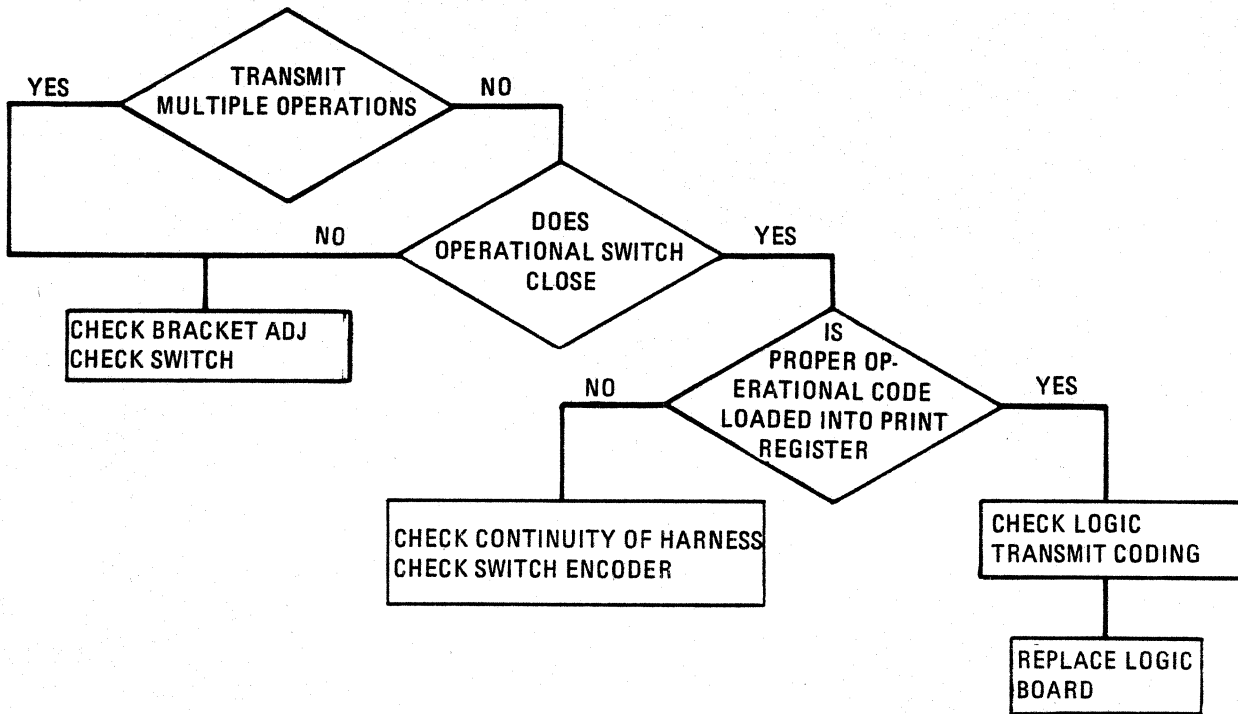 TRANSMIT
MULTIPLE OPERATIONS
YES
NO
DOES
OPERATIONAL SWITCH
CLOSE
NO
YES
CHECK BRACKET ADJ
CHECK SWITCH
IS
PROPER OP-
ERATIONAL CODE
LOADED INTO PRINT
REGISTER
NO
YES
CHECK CONTINUITY OF HARNESS
CHECK SWITCH ENCODER
CHECK LOGIC
TRANSMIT CODING
REPLACE LOGIC
BOARD